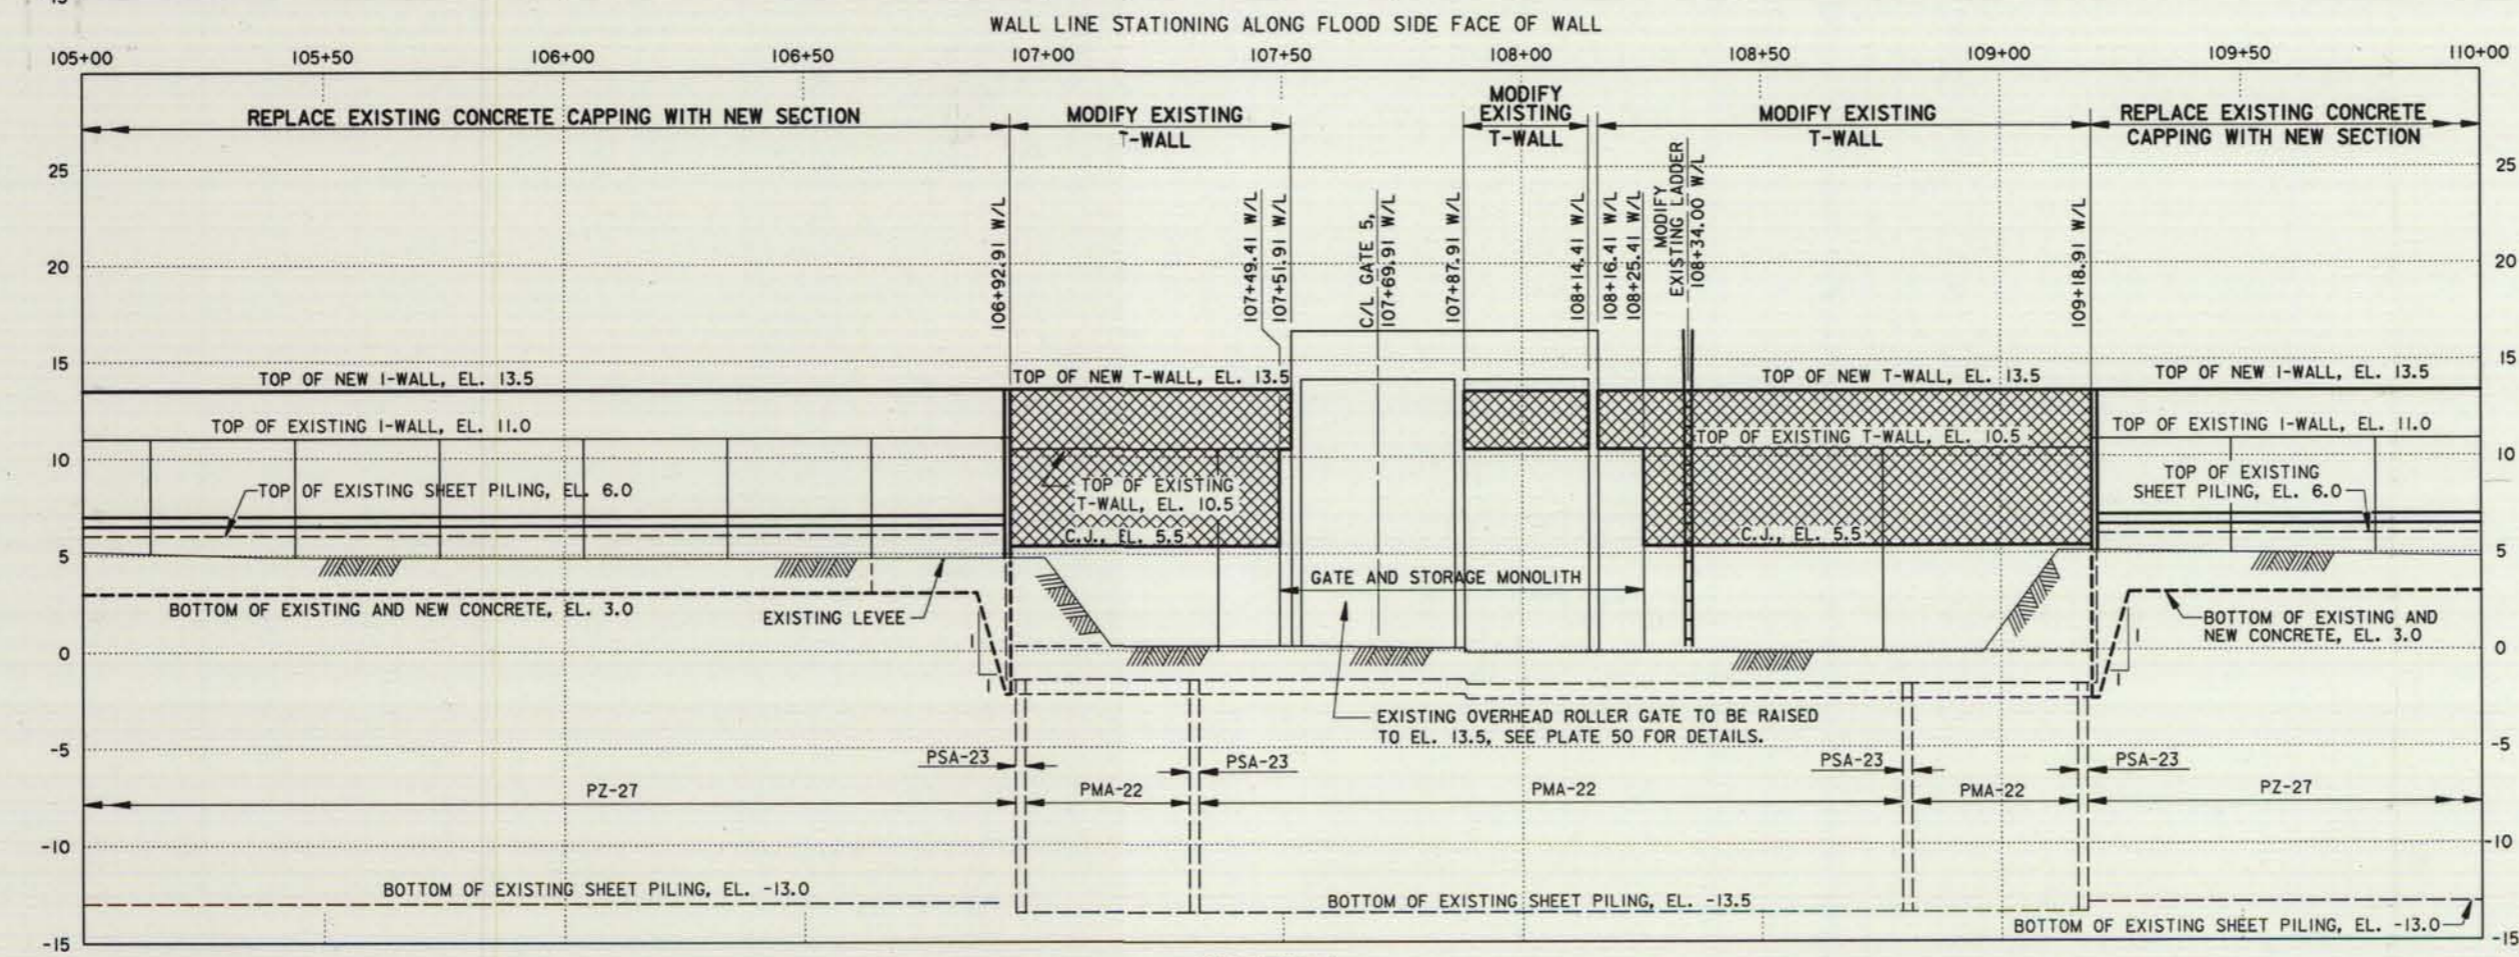 WALL LINE STATIONING ALONG FLOOD SIDE FACE OF WALL
105+00 105+50 106+00 106+50 107+00 107+50 108+00 108+50 109+00 109+50 110+00
REPLACE EXISTING CONCRETE CAPPING WITH NEW SECTION
MODIFY EXISTING
T-WALL
MODIFY
EXISTING
T-WALL
MODIFY EXISTING
T-WALL
REPLACE EXISTING CONCRETE
CAPPING WITH NEW SECTION
25
20
15
10
5
0
-5
-10
-15
25
20
15
10
5
0
-5
-10
-15
106+92.91 W/L
107+49.41 W/L
107+51.91 W/L
C/L GATE 5,
107+69.91 W/L
107+87.91 W/L
108+14.41 W/L
108+16.41 W/L
108+25.41 W/L
MODIFY
EXISTING LADDER
108+34.00 W/L
109+18.91 W/L
TOP OF NEW I-WALL, EL. 13.5
TOP OF NEW T-WALL, EL. 13.5
TOP OF NEW T-WALL, EL. 13.5
TOP OF NEW I-WALL, EL. 13.5
TOP OF EXISTING I-WALL, EL. 11.0
TOP OF EXISTING T-WALL, EL. 10.5
TOP OF EXISTING I-WALL, EL. 11.0
TOP OF EXISTING SHEET PILING, EL. 6.0
TOP OF EXISTING
T-WALL, EL. 10.5
TOP OF EXISTING
SHEET PILING, EL. 6.0
C.J., EL. 5.5
C.J., EL. 5.5
GATE AND STORAGE MONOLITH
BOTTOM OF EXISTING AND NEW CONCRETE, EL. 3.0
EXISTING LEVEE
BOTTOM OF EXISTING AND
NEW CONCRETE, EL. 3.0
1
1
1
1
EXISTING OVERHEAD ROLLER GATE TO BE RAISED
TO EL. 13.5, SEE PLATE 50 FOR DETAILS.
PSA-23
PSA-23
PSA-23
PSA-23
PZ-27
PMA-22
PMA-22
PMA-22
PZ-27
BOTTOM OF EXISTING SHEET PILING, EL. -13.0
BOTTOM OF EXISTING SHEET PILING, EL. -13.5
BOTTOM OF EXISTING SHEET PILING, EL. -13.0